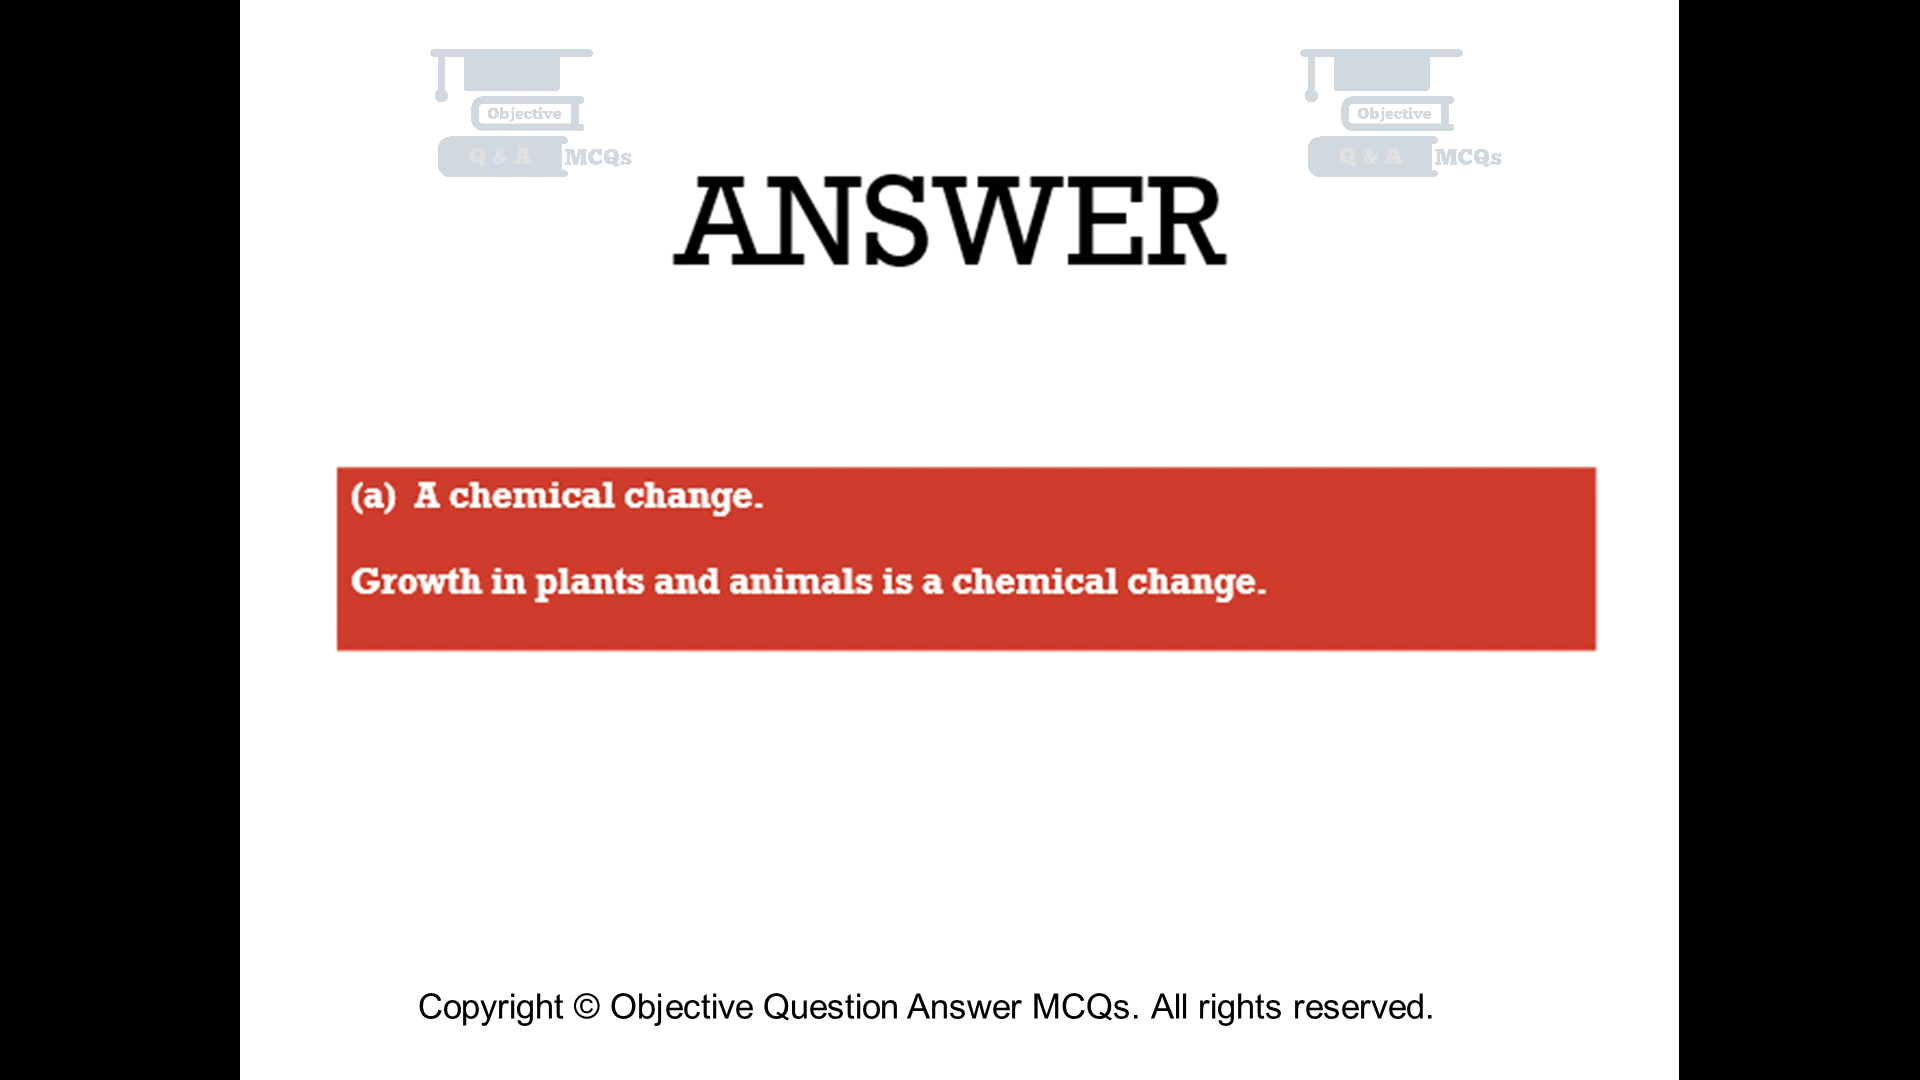 Objective
Q & A MCQs
Objective
Q & A MCQs
ANSWER
(a) A chemical change.
Growth in plants and animals is a chemical change.
Copyright © Objective Question Answer MCQs. All rights reserved.